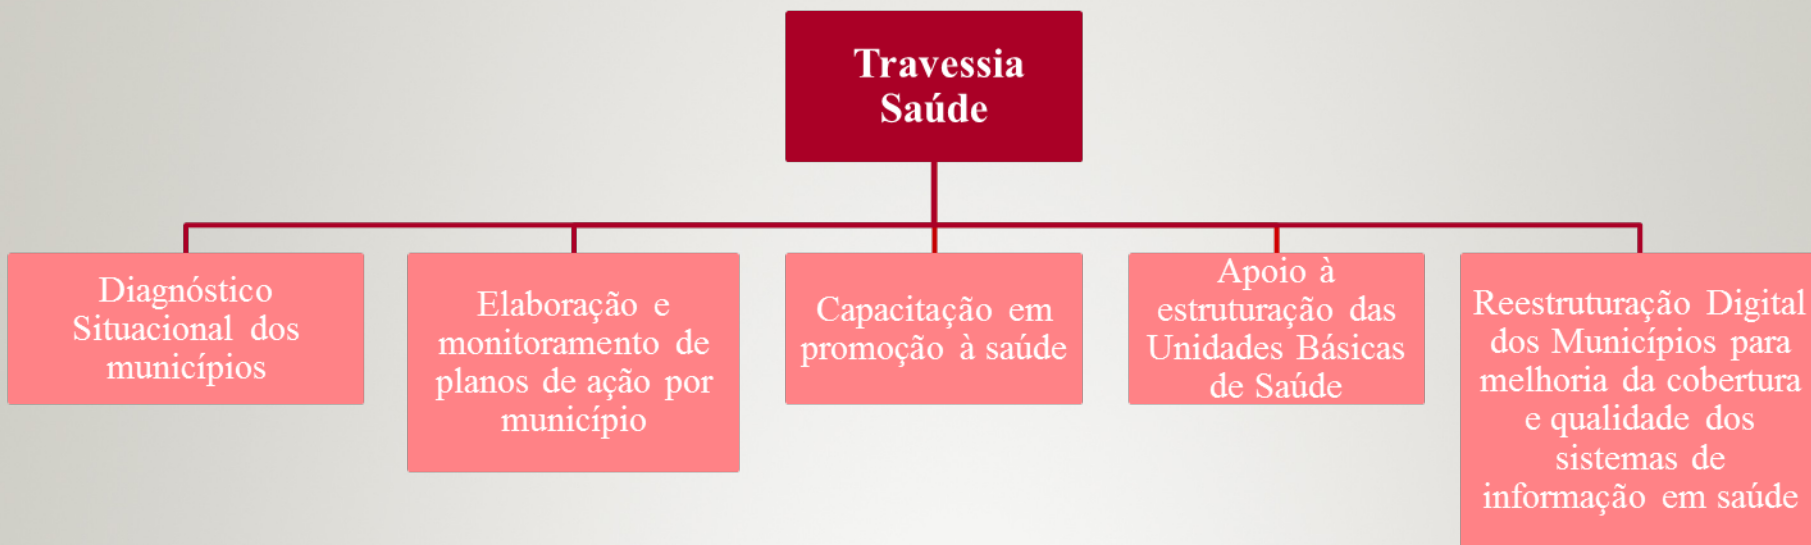 Travessia
Saúde
Diagnóstico
Situacional dos
municípios
Elaboração e
monitoramento de
planos de ação por
município
Capacitação em
promoção à saúde
Apoio à
estruturação das
Unidades Básicas
de Saúde
Reestruturação Digital
dos Municípios para
melhoria da cobertura
e qualidade dos
sistemas de
informação em saúde